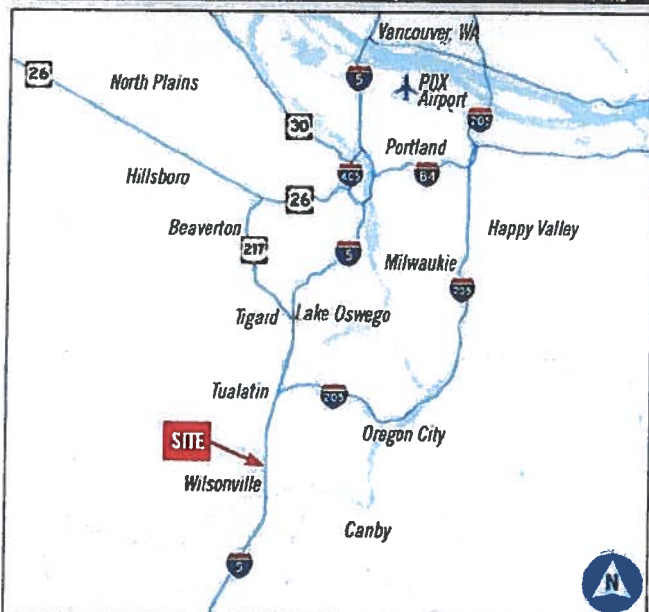 Vancouver, WA
26
5
North Plains
PDX
Airport
30
205
Portland
405
84
Hillsboro
26
Beaverton
217
Happy Valley
5
Milwaukie
205
Tigard
Lake Oswego
Tualatin
205
SITE
Oregon City
Wilsonville
Canby
5
N